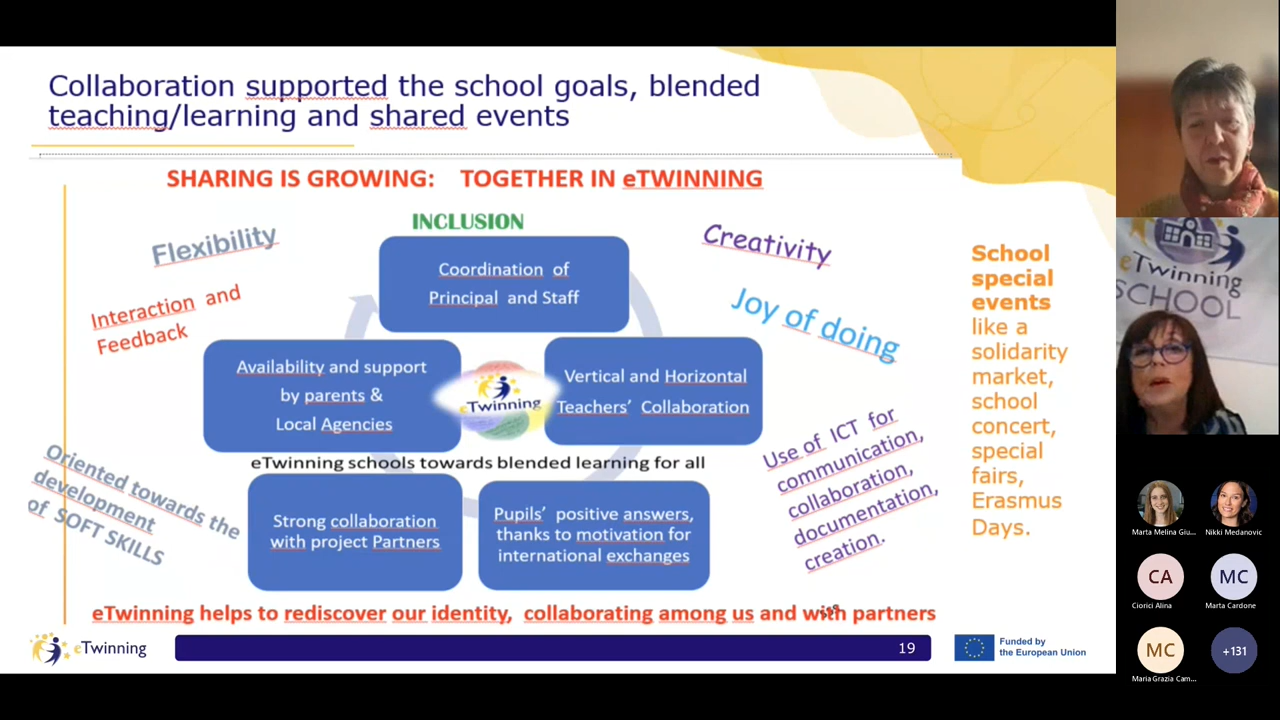 Collaboration supported the school goals, blended
teaching/learning and shared events
SHARING IS GROWING: TOGETHER IN eTWINNING
INCLUSION
Flexibility
Creativity
Interaction and
Feedback
Joy of doing
Coordination of
Principal and Staff
Availability and support
by parents &
Local Agencies
eTwinning
Vertical and Horizontal
Teachers' Collaboration
eTwinning schools towards blended learning for all
Oriented towards the
development
of SOFT SKILLS
Use of ICT for
communication,
collaboration,
documentation,
creation.
Strong collaboration
with project Partners
Pupils' positive answers,
thanks to motivation for
international exchanges
School
special
events
like a
solidarity
market,
school
concert,
special
fairs,
Erasmus
Days.
eTwinning helps to rediscover our identity, collaborating among us and with partners
eTwinning
19
Funded by
the European Union
eTwinning
SCHOOL
Marta Melina Giu...
Nikki Medanovic
CA
MC
Ciorici Alina
Marta Cardone
MC
+131
Maria Grazia Cam...